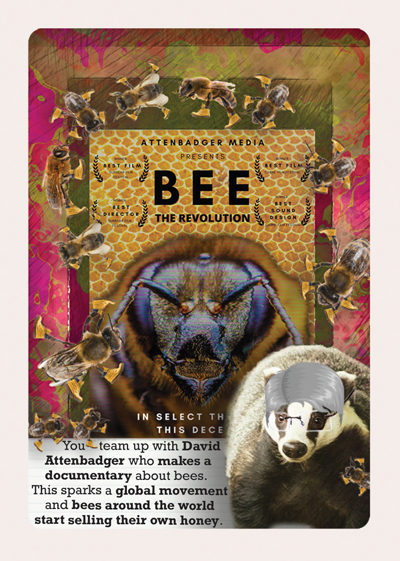 ATTENBADGER MEDIA
PRESENTS
BEST FILM
BEST FILM
BEE
THE REVOLUTION
BEST
DIRECTOR
BEST
SOUND
DESIGN
IN SELECT TH
THIS DECE
You team up with David
Attenbadger who makes a
documentary about bees.
This sparks a global movement
and bees around the world
start selling their own honey.